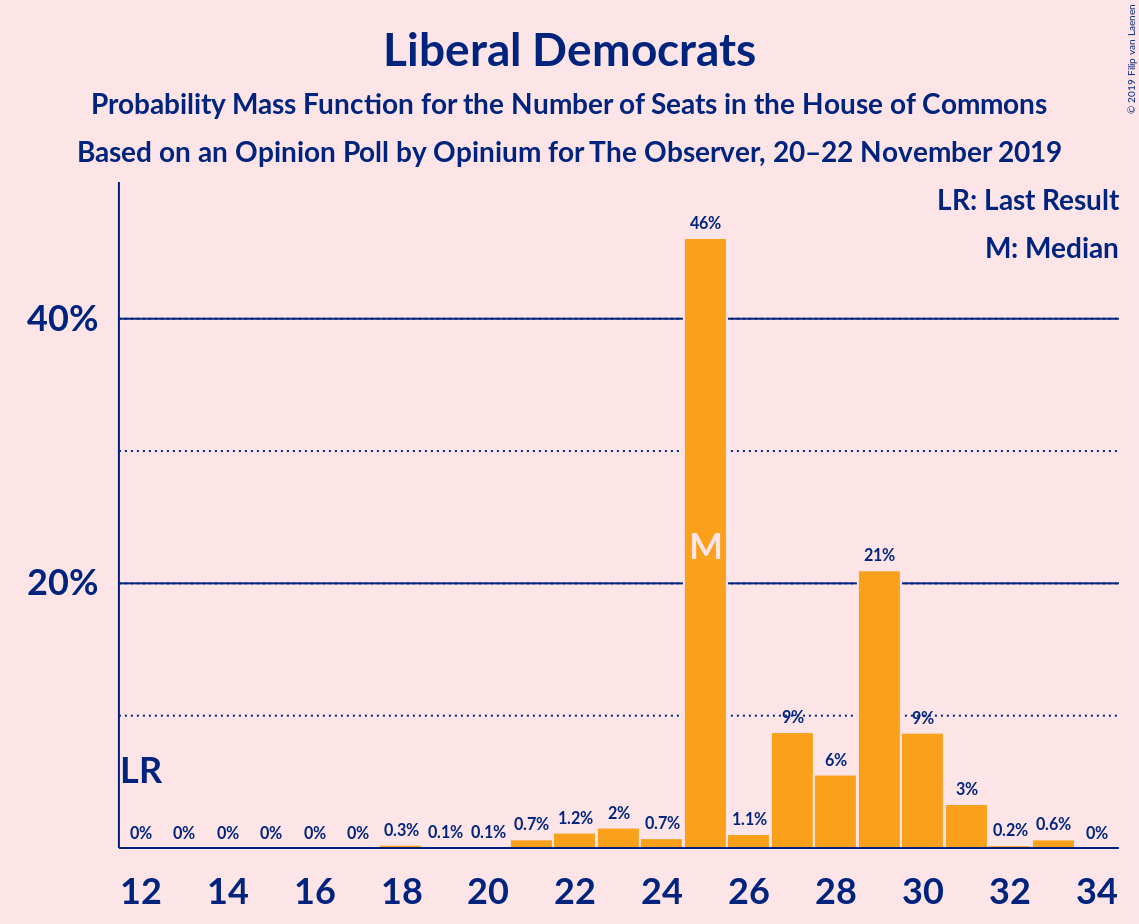 Liberal Democrats
Probability Mass Function for the Number of Seats in the House of Commons
Based on an Opinion Poll by Opinium for The Observer, 20–22 November 2019
© 2019 Filip van Laenen
LR: Last Result
M: Median
40%
20%
46%
M
21%
9%
9%
6%
3%
LR
0%
0%
0%
0%
0%
0%
0.3%
0.1%
0.1%
0.7%
1.2%
2%
0.7%
1.1%
0.2%
0.6%
0%
12 14 16 18 20 22 24 26 28 30 32 34